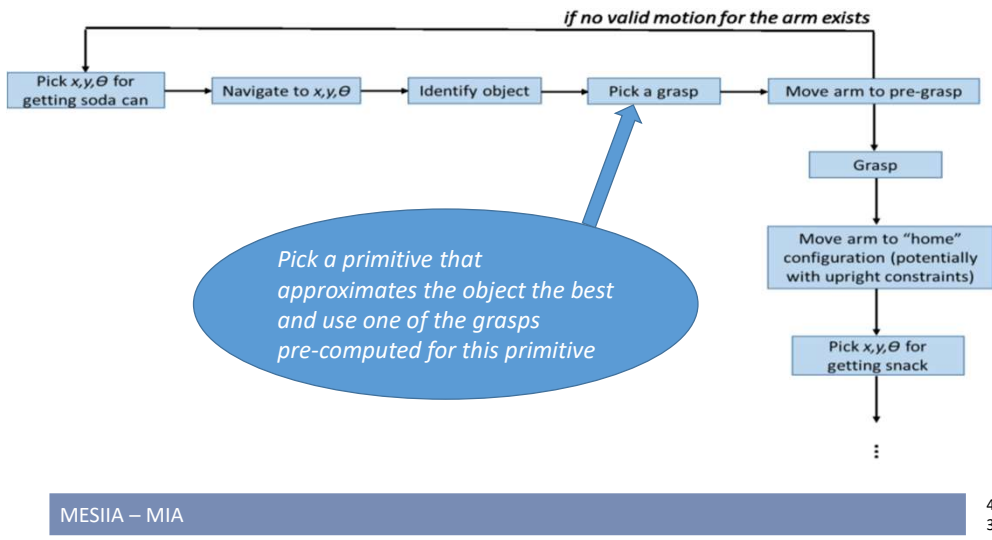 if no valid motion for the arm exists
Pick x,y,Θ for
getting soda can
Navigate to x,y,Θ
Identify object
Pick a grasp
Move arm to pre-grasp
Grasp
Move arm to “home”
configuration (potentially
with upright constraints)
Pick x,y,Θ for
getting snack
⋮
Pick a primitive that
approximates the object the best
and use one of the grasps
pre-computed for this primitive
MESIIA – MIA
4
3